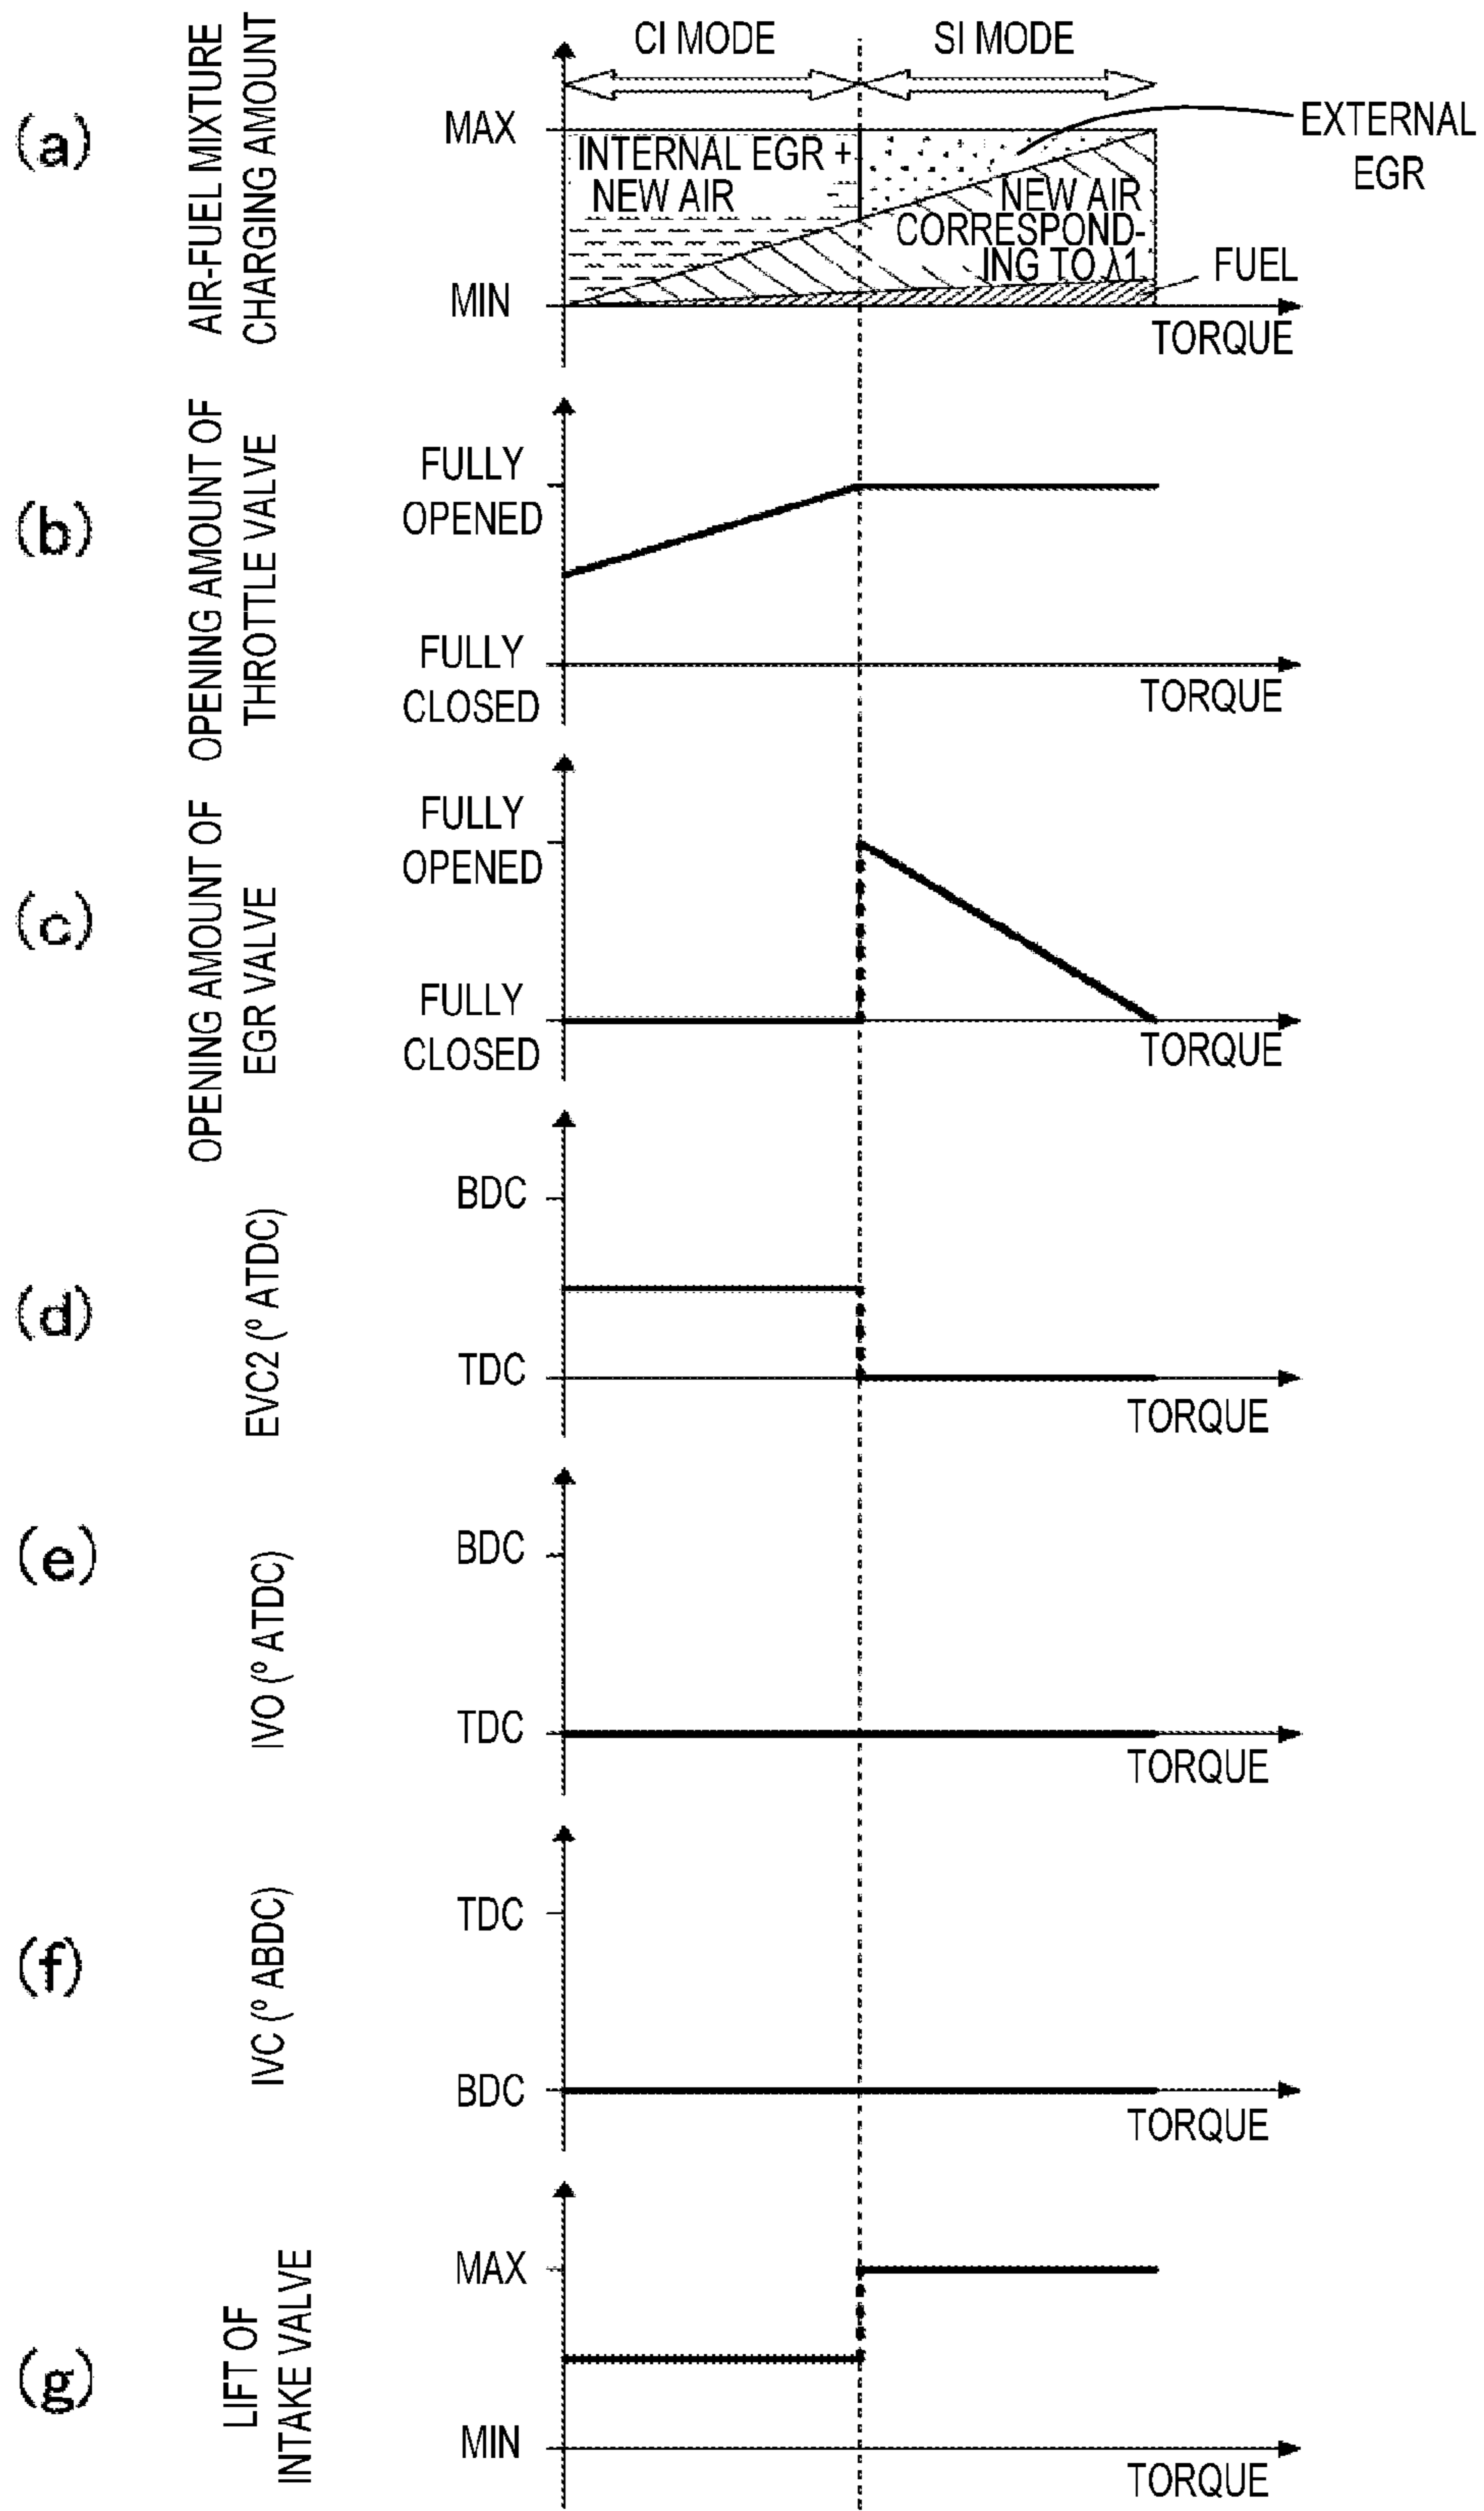 (a)
AIR-FUEL MIXTURE
CHARGING AMOUNT
CI MODE
SI MODE
MAX
MIN
INTERNAL EGR +
NEW AIR
EXTERNAL
EGR
NEW AIR
CORRESPOND-
ING TO λ1
FUEL
TORQUE
(b)
OPENING AMOUNT OF
THROTTLE VALVE
FULLY
OPENED
FULLY
CLOSED
TORQUE
(c)
OPENING AMOUNT OF
EGR VALVE
FULLY
OPENED
FULLY
CLOSED
TORQUE
(d)
EVC2 (° ATDC)
BDC
TDC
TORQUE
(e)
IVO (° ATDC)
BDC
TDC
TORQUE
(f)
IVC (° ABDC)
TDC
BDC
TORQUE
(g)
LIFT OF
INTAKE VALVE
MAX
MIN
TORQUE